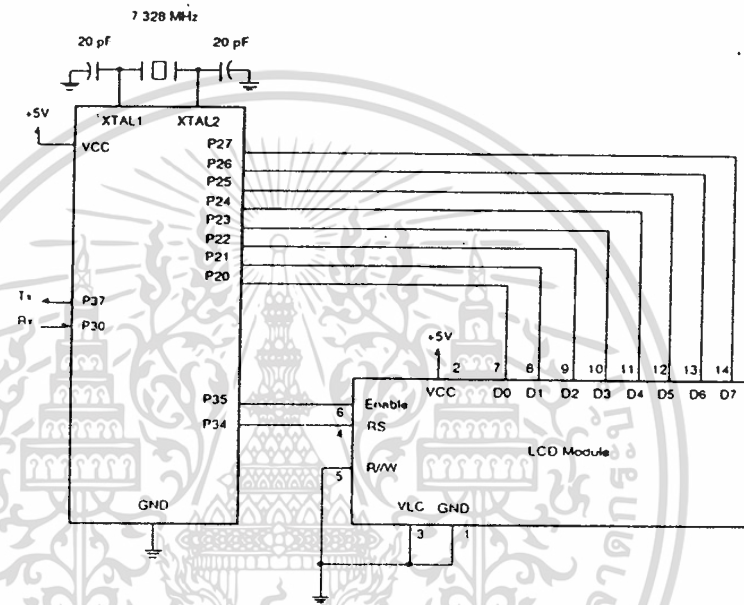 7 328 MHz
20 pF 20 pF
+5V
XTAL1 XTAL2
VCC
P27
P26
P25
P24
P23
P22
P21
P20
Tx P37
Rx P30
+5V
2 7 8 9 10 11 12 13 14
VCC D0 D1 D2 D3 D4 D5 D6 D7
P35 6 Enable
P34 4 RS
5 R//W
LCD Module
GND
VLC GND
3 1